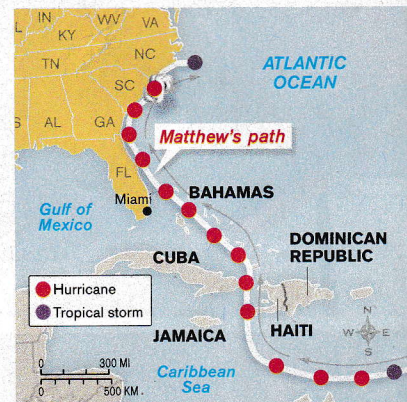 L
IN
WV
VA
KY
NC
TN
SC
S
AL
GA
ATLANTIC
OCEAN
Matthew's path
FL
Miami
BAHAMAS
Gulf of
Mexico
CUBA
DOMINICAN
REPUBLIC
Hurricane
Tropical storm
JAMAICA
HAITI
N
W E
S
0 300 MI
0 500 KM
Caribbean
Sea